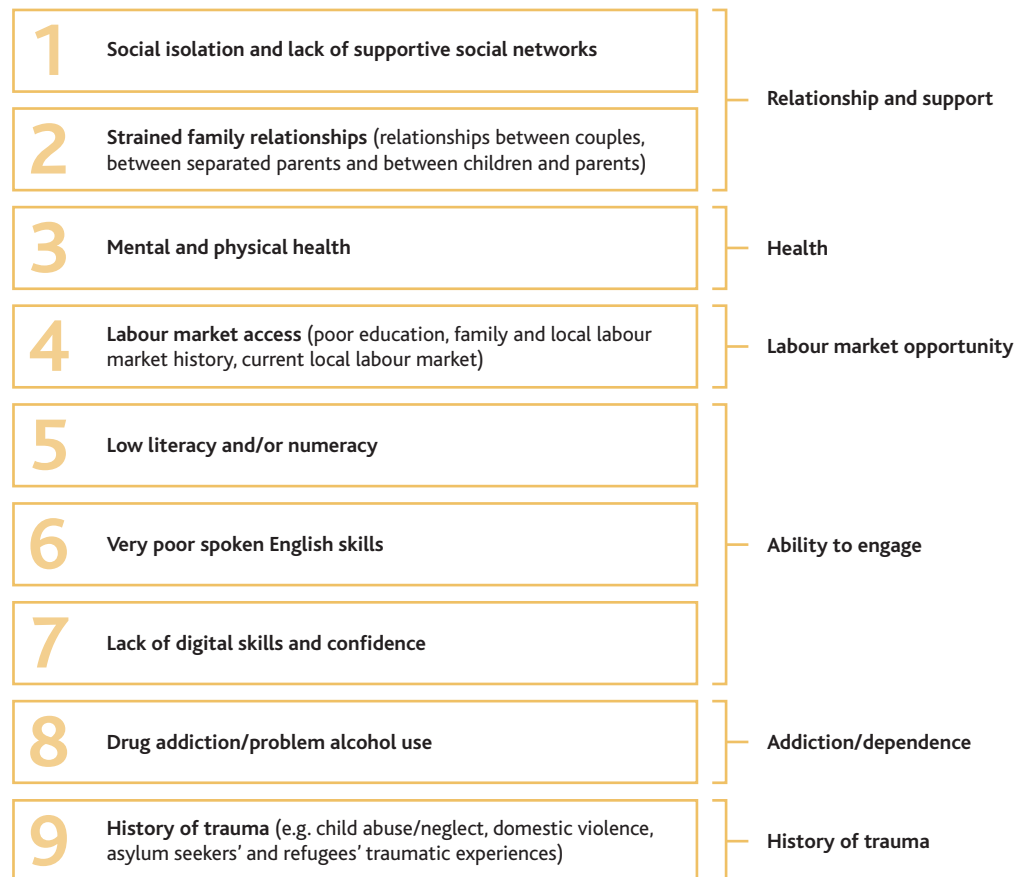 1
Social isolation and lack of supportive social networks
Relationship and support
2
Strained family relationships (relationships between couples,
between separated parents and between children and parents)
3
Mental and physical health
Health
4
Labour market access (poor education, family and local labour
market history, current local labour market)
Labour market opportunity
5
Low literacy and/or numeracy
6
Very poor spoken English skills
Ability to engage
7
Lack of digital skills and confidence
8
Drug addiction/problem alcohol use
Addiction/dependence
9
History of trauma (e.g. child abuse/neglect, domestic violence,
asylum seekers’ and refugees’ traumatic experiences)
History of trauma